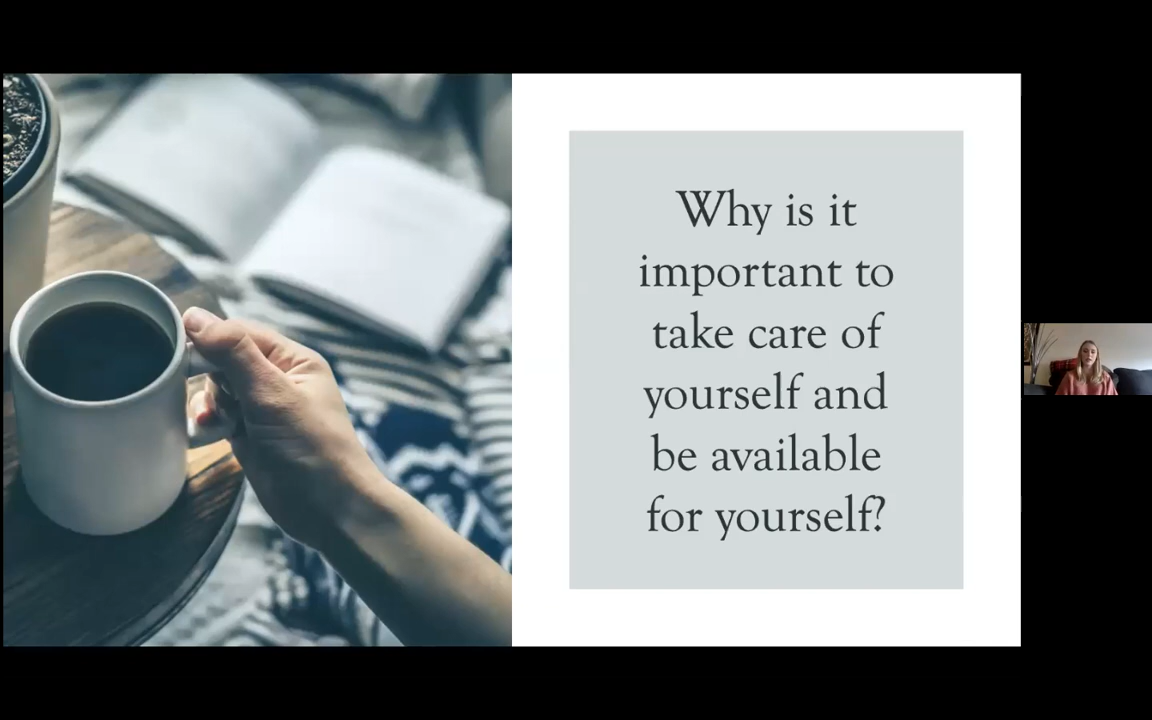 Why is it
important to
take care of
yourself and
be available
for yourself?